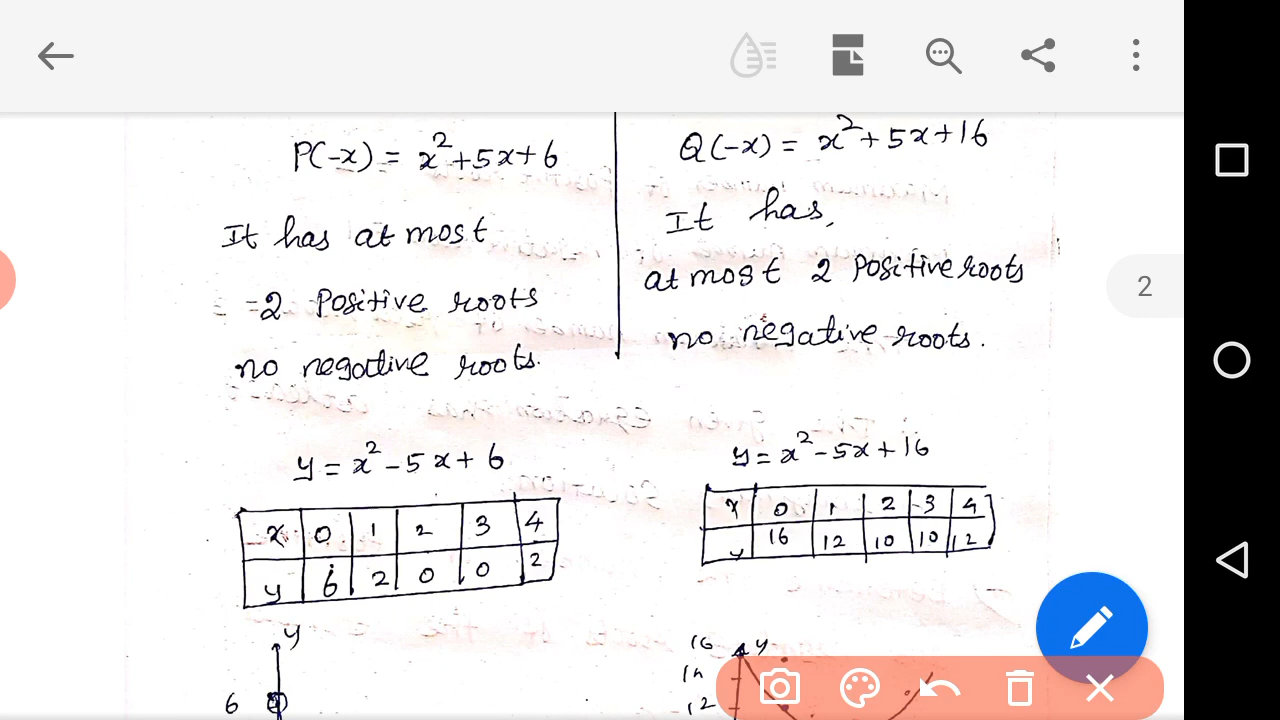 P(-x) = x²+5x+6
It has at most
=2 Positive roots
no negative roots.
Q(-x) = x²+5x+16
It has,
at most 2 Positive roots
no negative roots.
2
y = x²-5x+6
x 0 1 2 3 4
y 6 2 0 0 2
y = x²-5x+16
x 0 1 2 3 4
y 16 12 10 10 12
y
6
16 y
14
12